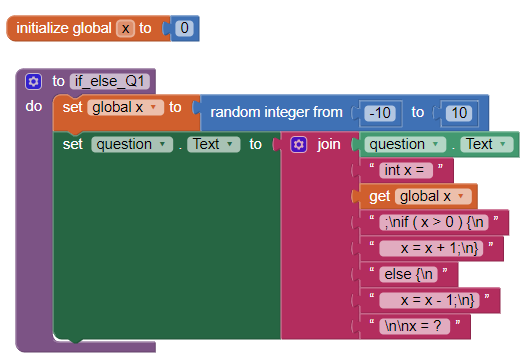 initialize global x to 0
to if_else_Q1
do set global x to random integer from -10 to 10
set question . Text to join question . Text
“ int x = ”
get global x
“ ;\nif ( x > 0 ) {\n ”
“ x = x + 1;\n} ”
“ else {\n ”
“ x = x - 1;\n} ”
“ \n\nx = ? ”